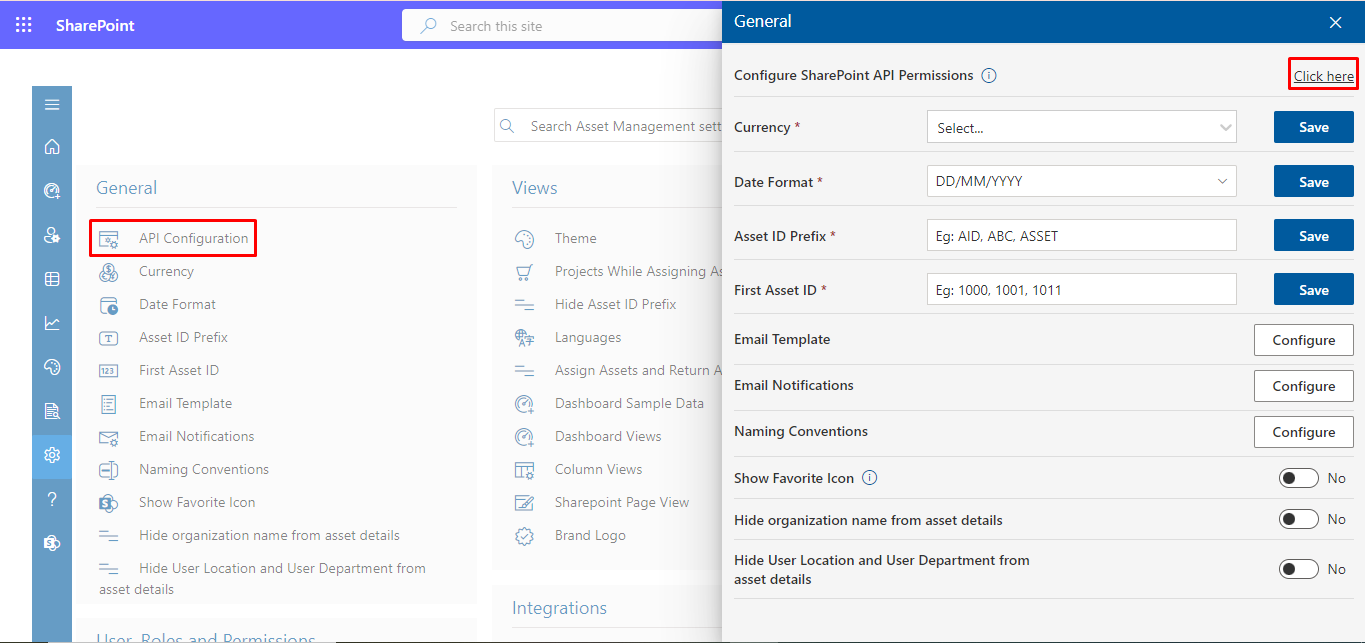 SharePoint
Search this site
General
Configure SharePoint API Permissions
Click here
Currency *
Select...
Save
Date Format *
DD/MM/YYYY
Save
Asset ID Prefix *
Eg: AID, ABC, ASSET
Save
First Asset ID *
Eg: 1000, 1001, 1011
Save
Email Template
Configure
Email Notifications
Configure
Naming Conventions
Configure
Show Favorite Icon
No
Hide organization name from asset details
No
Hide User Location and User Department from
asset details
No
Search Asset Management sett
General
API Configuration
Currency
Date Format
Asset ID Prefix
First Asset ID
Email Template
Email Notifications
Naming Conventions
Show Favorite Icon
Hide organization name from asset details
Hide User Location and User Department from
asset details
User, Roles and Permissions
Views
Theme
Projects While Assigning As
Hide Asset ID Prefix
Languages
Assign Assets and Return A
Dashboard Sample Data
Dashboard Views
Column Views
Sharepoint Page View
Brand Logo
Integrations